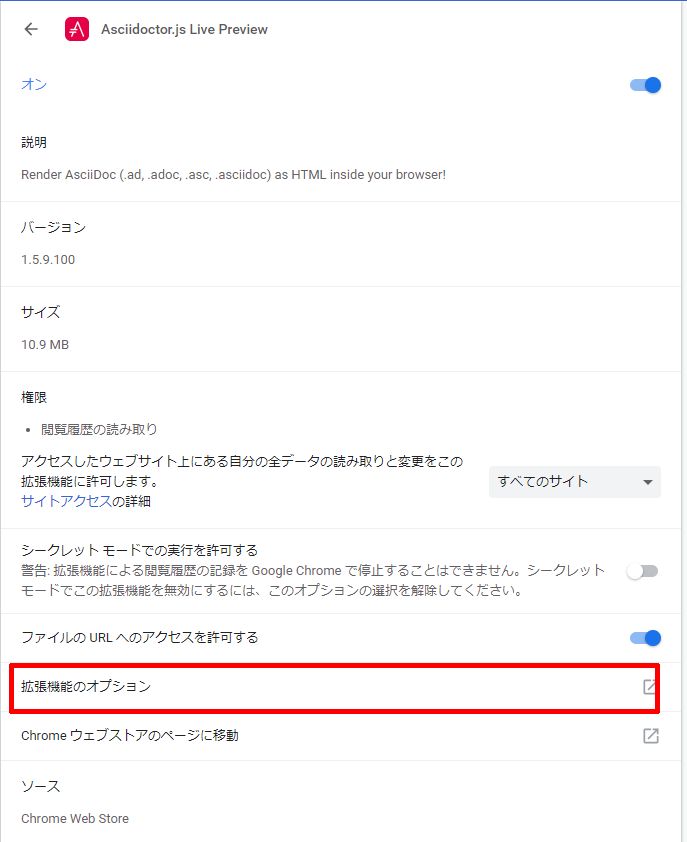 Asciidoctor.js Live Preview
オン
説明
Render AsciiDoc (.ad, .adoc, .asc, .asciidoc) as HTML inside your browser!
バージョン
1.5.9.100
サイズ
10.9 MB
権限
• 閲覧履歴の読み取り
アクセスしたウェブサイト上にある自分の全データの読み取りと変更をこの
拡張機能に許可します。
サイトアクセスの詳細
すべてのサイト
シークレット モードでの実行を許可する
警告: 拡張機能による閲覧履歴の記録を Google Chrome で停止することはできません。シークレット
モードでこの拡張機能を無効にするには、このオプションの選択を解除してください。
ファイルの URL へのアクセスを許可する
拡張機能のオプション
Chrome ウェブストアのページに移動
ソース
Chrome Web Store